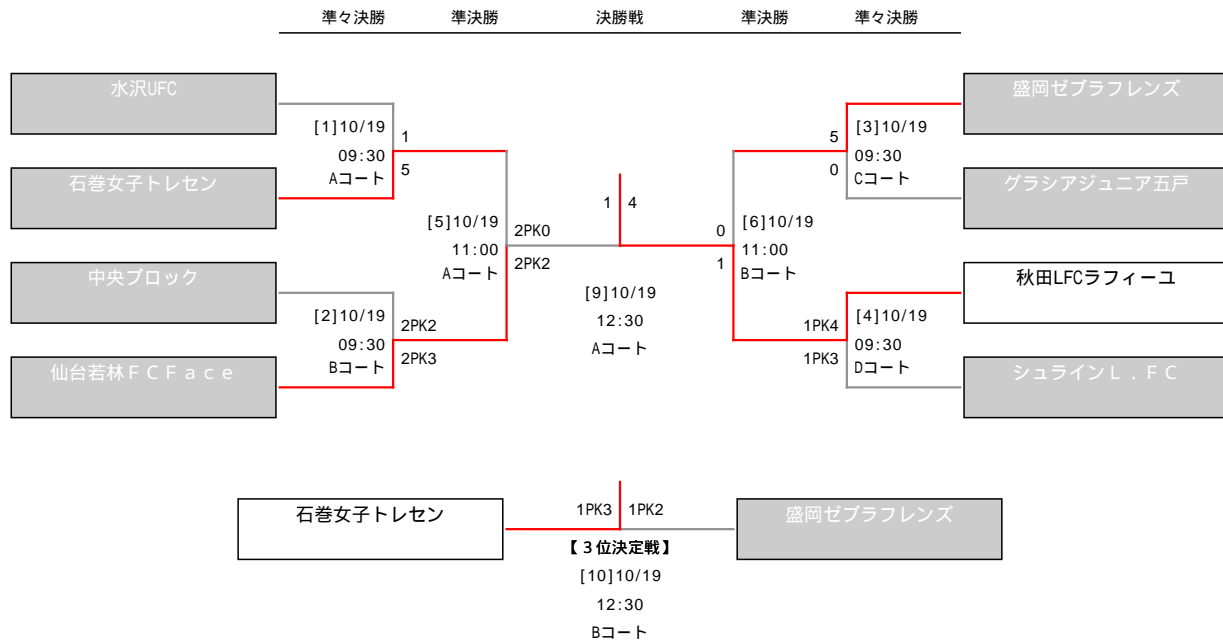 準々決勝 準決勝 決勝戦 準決勝 準々決勝
水沢UFC
盛岡ゼブラフレンズ
[1]10/19
1
09:30
5
Aコート
5
[3]10/19
09:30
0
Cコート
石巻女子トレセン
グラシアジュニア五戸
[5]10/19
2PK0
11:00
2PK2
Aコート
1 4
0
[6]10/19
11:00
1
Bコート
中央ブロック
秋田LFCラフィーユ
[9]10/19
12:30
Aコート
[2]10/19
2PK2
09:30
2PK3
Bコート
1PK4
[4]10/19
09:30
1PK3
Dコート
仙台若林ＦＣＦａｃｅ
シュラインＬ．ＦＣ
石巻女子トレセン
1PK3 1PK2
盛岡ゼブラフレンズ
【３位決定戦】
[10]10/19
12:30
Bコート